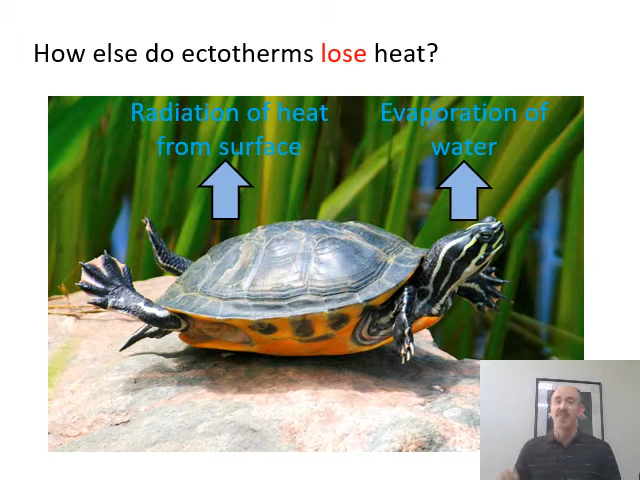 How else do ectotherms lose heat?
Radiation of heat
from surface
Evaporation of
water